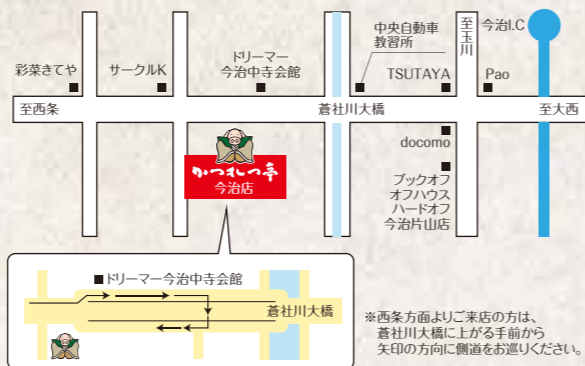 彩菜きてや
サークルK
ドリーマー
今治中寺会館
中央自動車
教習所
TSUTAYA
至玉川
今治I.C
Pao
至西条
蒼社川大橋
至大西
かつれつ亭
今治店
docomo
ブックオフ
オフハウス
ハードオフ
今治片山店
■ドリーマー今治中寺会館
蒼社川大橋
※西条方面よりご来店の方は、
蒼社川大橋に上がる手前から
矢印の方向に側道をお巡りください。